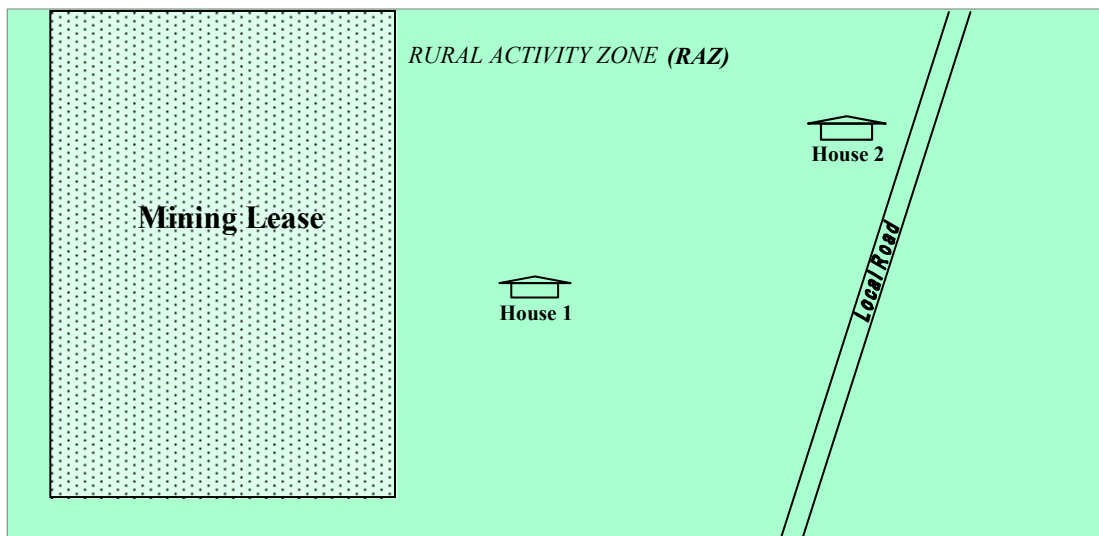 RURAL ACTIVITY ZONE (RAZ)
House 2
Mining Lease
Local Road
House 1